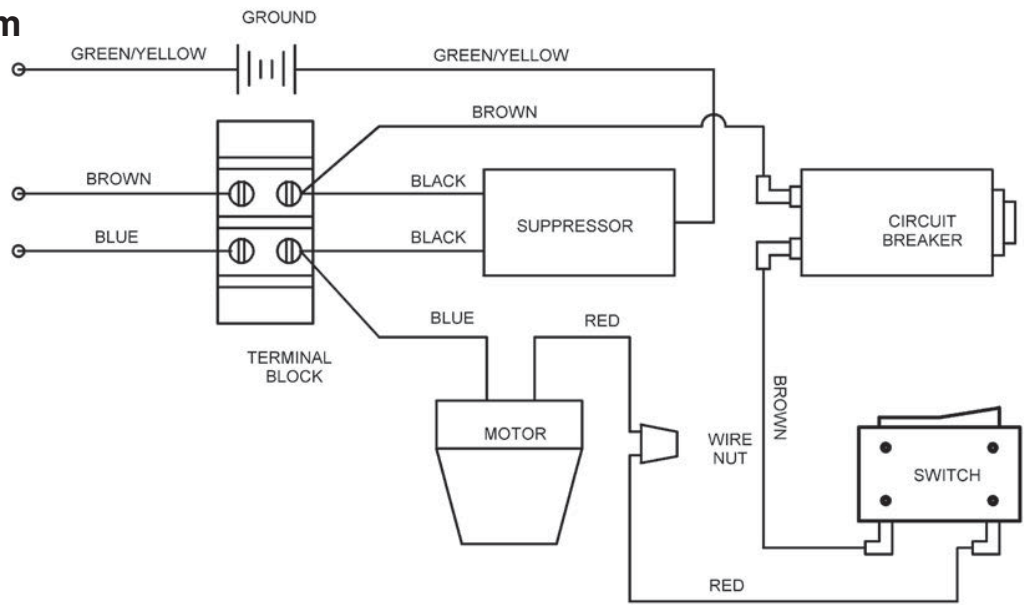 m
GROUND
GREEN/YELLOW
GREEN/YELLOW
BROWN
BROWN
BLACK
SUPPRESSOR
CIRCUIT
BREAKER
BLUE
BLACK
BLUE
RED
TERMINAL
BLOCK
MOTOR
WIRE
NUT
BROWN
SWITCH
RED